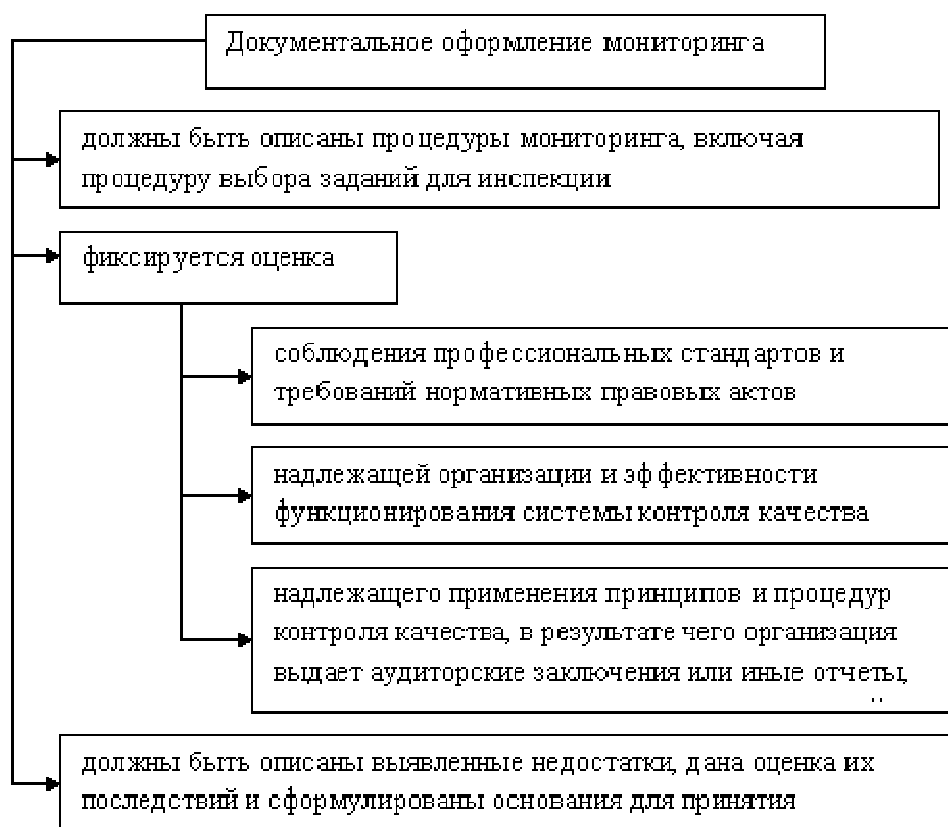 Документальное оформление мониторинга
должны быть описаны процедуры мониторинга, включая
процедуру выбора заданий для инспекции
фиксируется оценка
соблюдения профессиональных стандартов и
требований нормативных правовых актов
надлежащей организации и эффективности
функционирования системы контроля качества
надлежащего применения принципов и процедур
контроля качества, в результате чего организация
выдает аудиторские заключения или иные отчеты,
должны быть описаны выявленные недостатки, дана оценка их
последствий и сформулированы основания для принятия